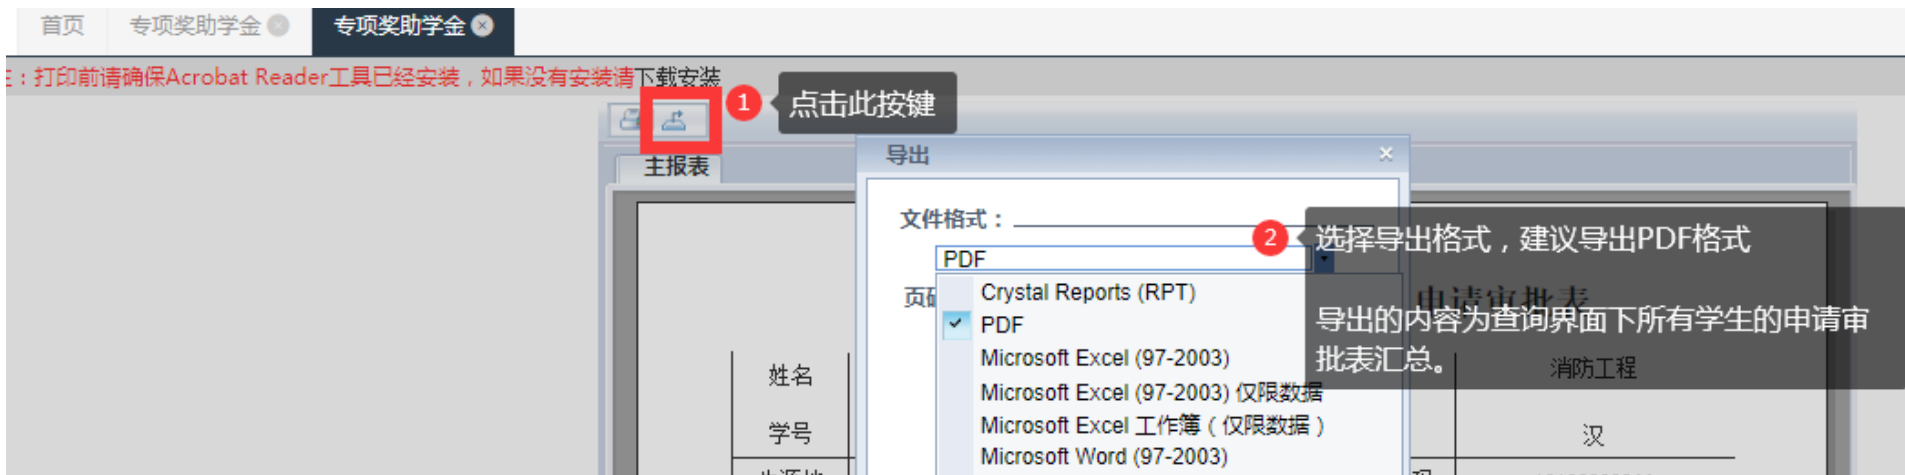 首页 专项奖助学金 专项奖助学金
:打印前请确保Acrobat Reader工具已经安装,如果没有安装请下载安装
1 点击此按键
导出
主报表
文件格式:
2 选择导出格式,建议导出PDF格式
PDF
Crystal Reports (RPT)
申请审批表
PDF
导出的内容为查询界面下所有学生的申请审
批表汇总。
Microsoft Excel (97-2003)
姓名
消防工程
Microsoft Excel (97-2003) 仅限数据
学号
Microsoft Excel 工作簿(仅限数据)
汉
Microsoft Word (97-2003)